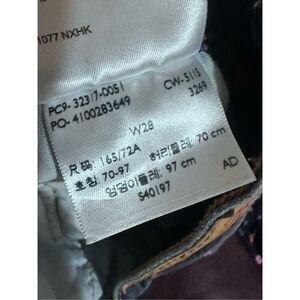 1077 NXHK
PC9-32317-0051
PO-4100283649
CW-5115
3269
W28
尺码: 165/72A
허리둘레: 70 cm
호칭: 70-97
엉덩이둘레: 97 cm
AD
S40197